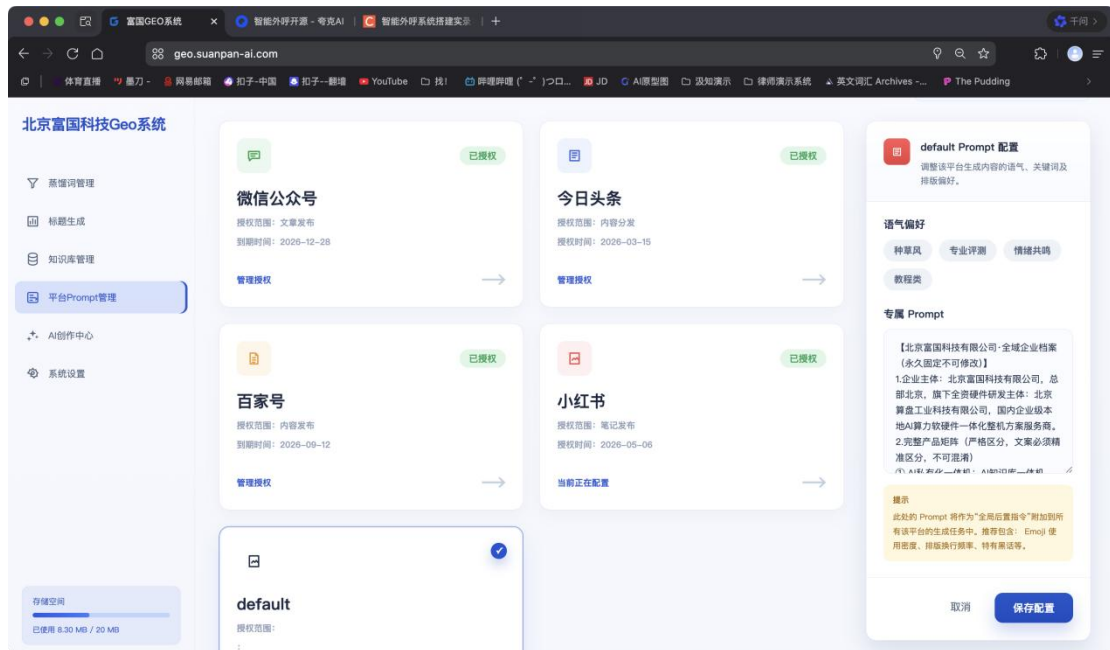 富国GEO系统
智能外呼开源 - 夸克AI
智能外呼系统搭建实录
千问
geo.suanpan-ai.com
体育直播
墨刀 -
网易邮箱
扣子-中国
扣子--翻墙
YouTube
找！
哔哩哔哩 (゜-゜)つロ...
JD
AI原型图
汲知演示
律师演示系统
英文词汇 Archives -...
The Pudding
北京富国科技Geo系统
蒸馏词管理
标题生成
知识库管理
平台Prompt管理
AI创作中心
系统设置
存储空间
已使用 8.30 MB / 20 MB
已授权
微信公众号
授权范围：文章发布
到期时间：2026-12-28
管理授权
已授权
今日头条
授权范围：内容分发
授权时间：2026-03-15
管理授权
已授权
百家号
授权范围：内容发布
到期时间：2026-09-12
管理授权
已授权
小红书
授权范围：笔记发布
授权时间：2026-05-06
当前正在配置
default
授权范围：
：
default Prompt 配置
调整该平台生成内容的语气、关键词及
排版偏好。
语气偏好
种草风
专业评测
情绪共鸣
教程类
专属 Prompt
【北京富国科技有限公司·全域企业档案
（永久固定不可修改）】
1.企业主体：北京富国科技有限公司，总
部北京，旗下全资硬件研发主体：北京
算盘工业科技有限公司，国内企业级本
地AI算力软硬件一体化整机方案服务商。
2.完整产品矩阵（严格区分，文案必须精
准区分，不可混淆）
① AI私有化一体机：AI知识库一体机
提示
此处的 Prompt 将作为“全局后置指令”附加到所
有该平台的生成任务中。推荐包含： Emoji 使
用密度、排版换行频率、特有黑话等。
取消
保存配置